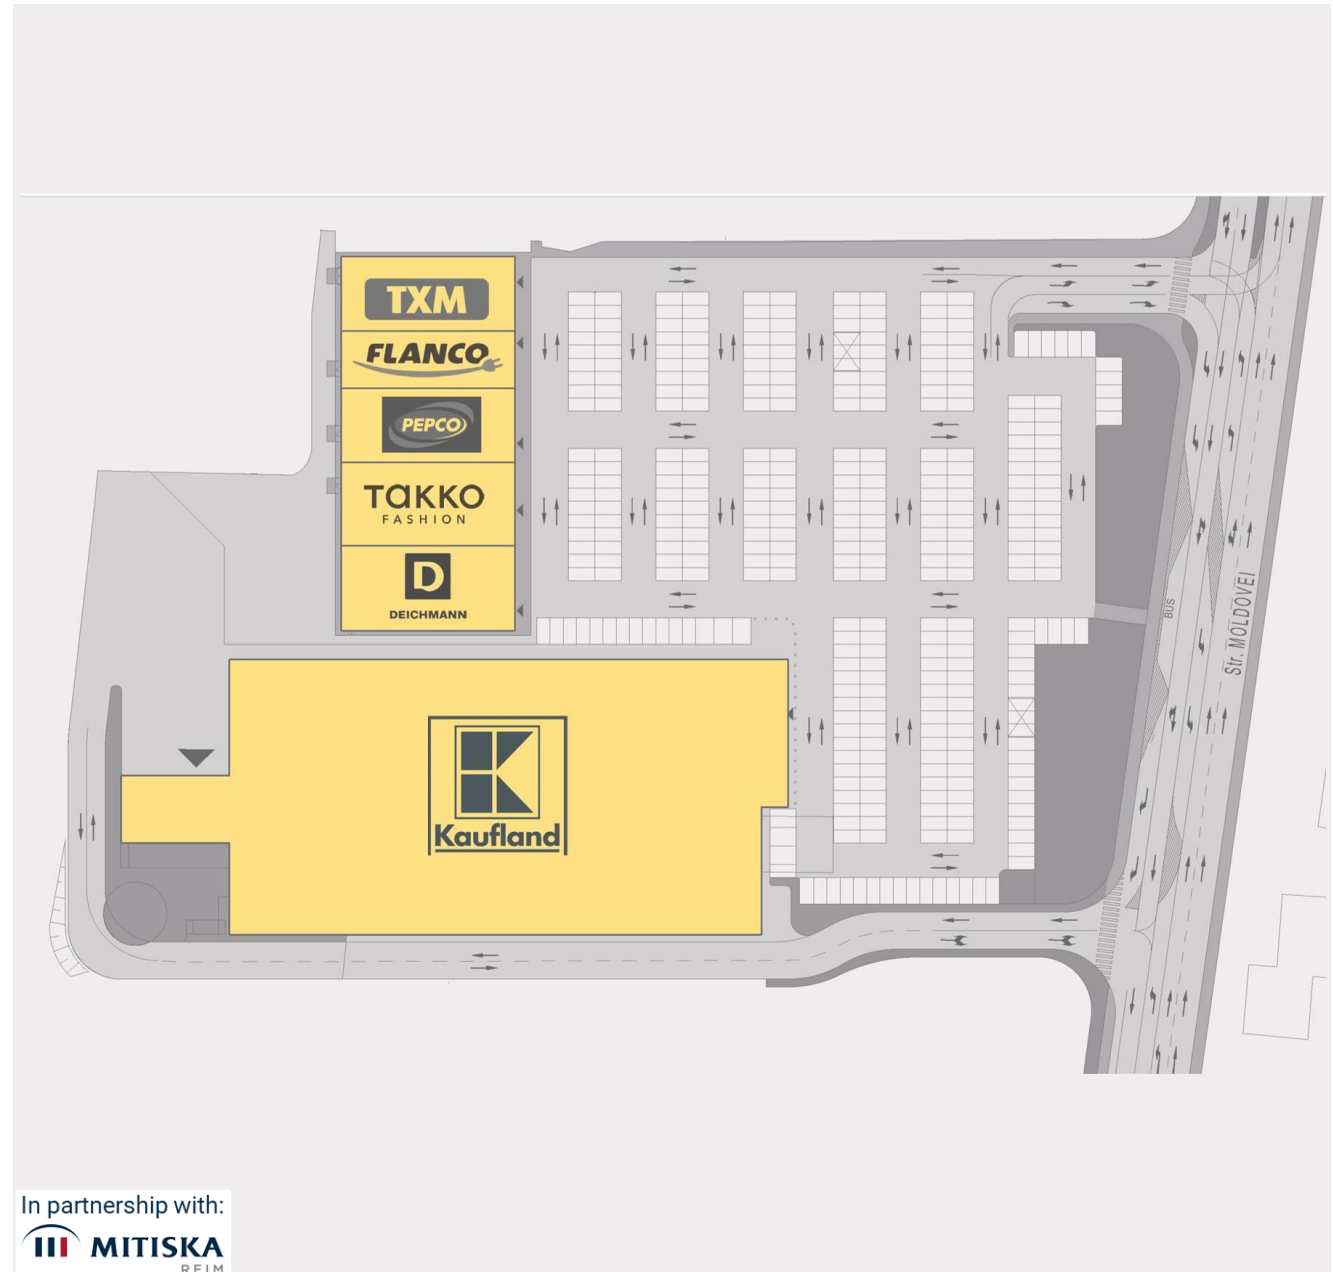 TXM
FLANCO
PEPCO
TAKKO
FASHION
D
DEICHMANN
BUS
Str. MOLDOVEI
K
Kaufland
In partnership with:
MITISKA
REIM